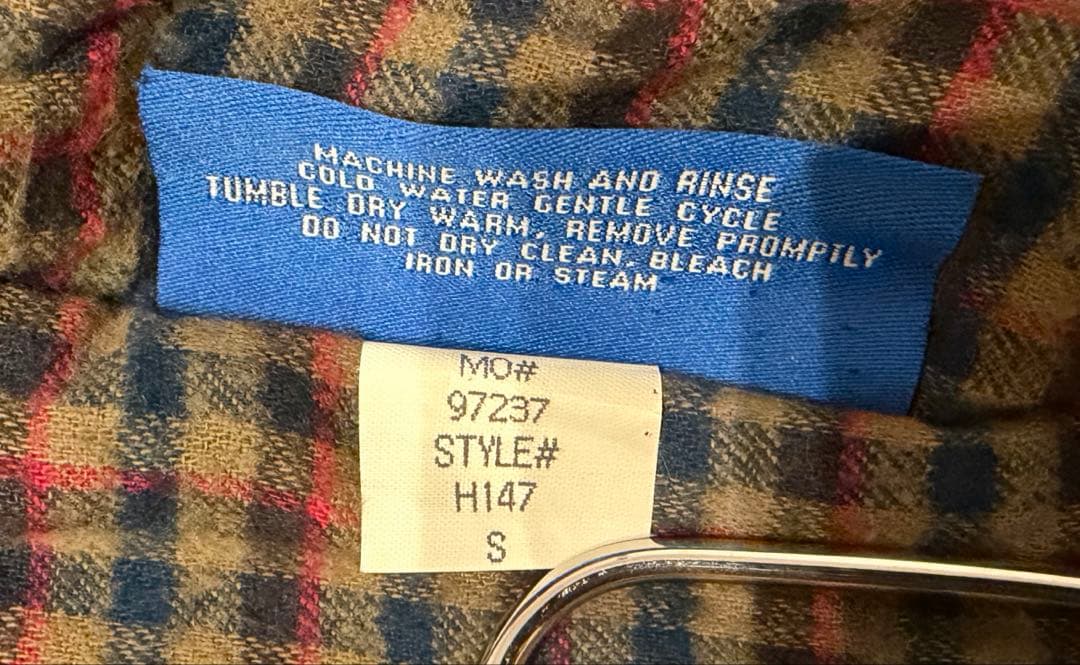 MACHINE WASH AND RINSE
COLD WATER GENTLE CYCLE
TUMBLE DRY WARM, REMOVE PROMPTLY
DO NOT DRY CLEAN, BLEACH
IRON OR STEAM
MO#
97237
STYLE#
H147
S